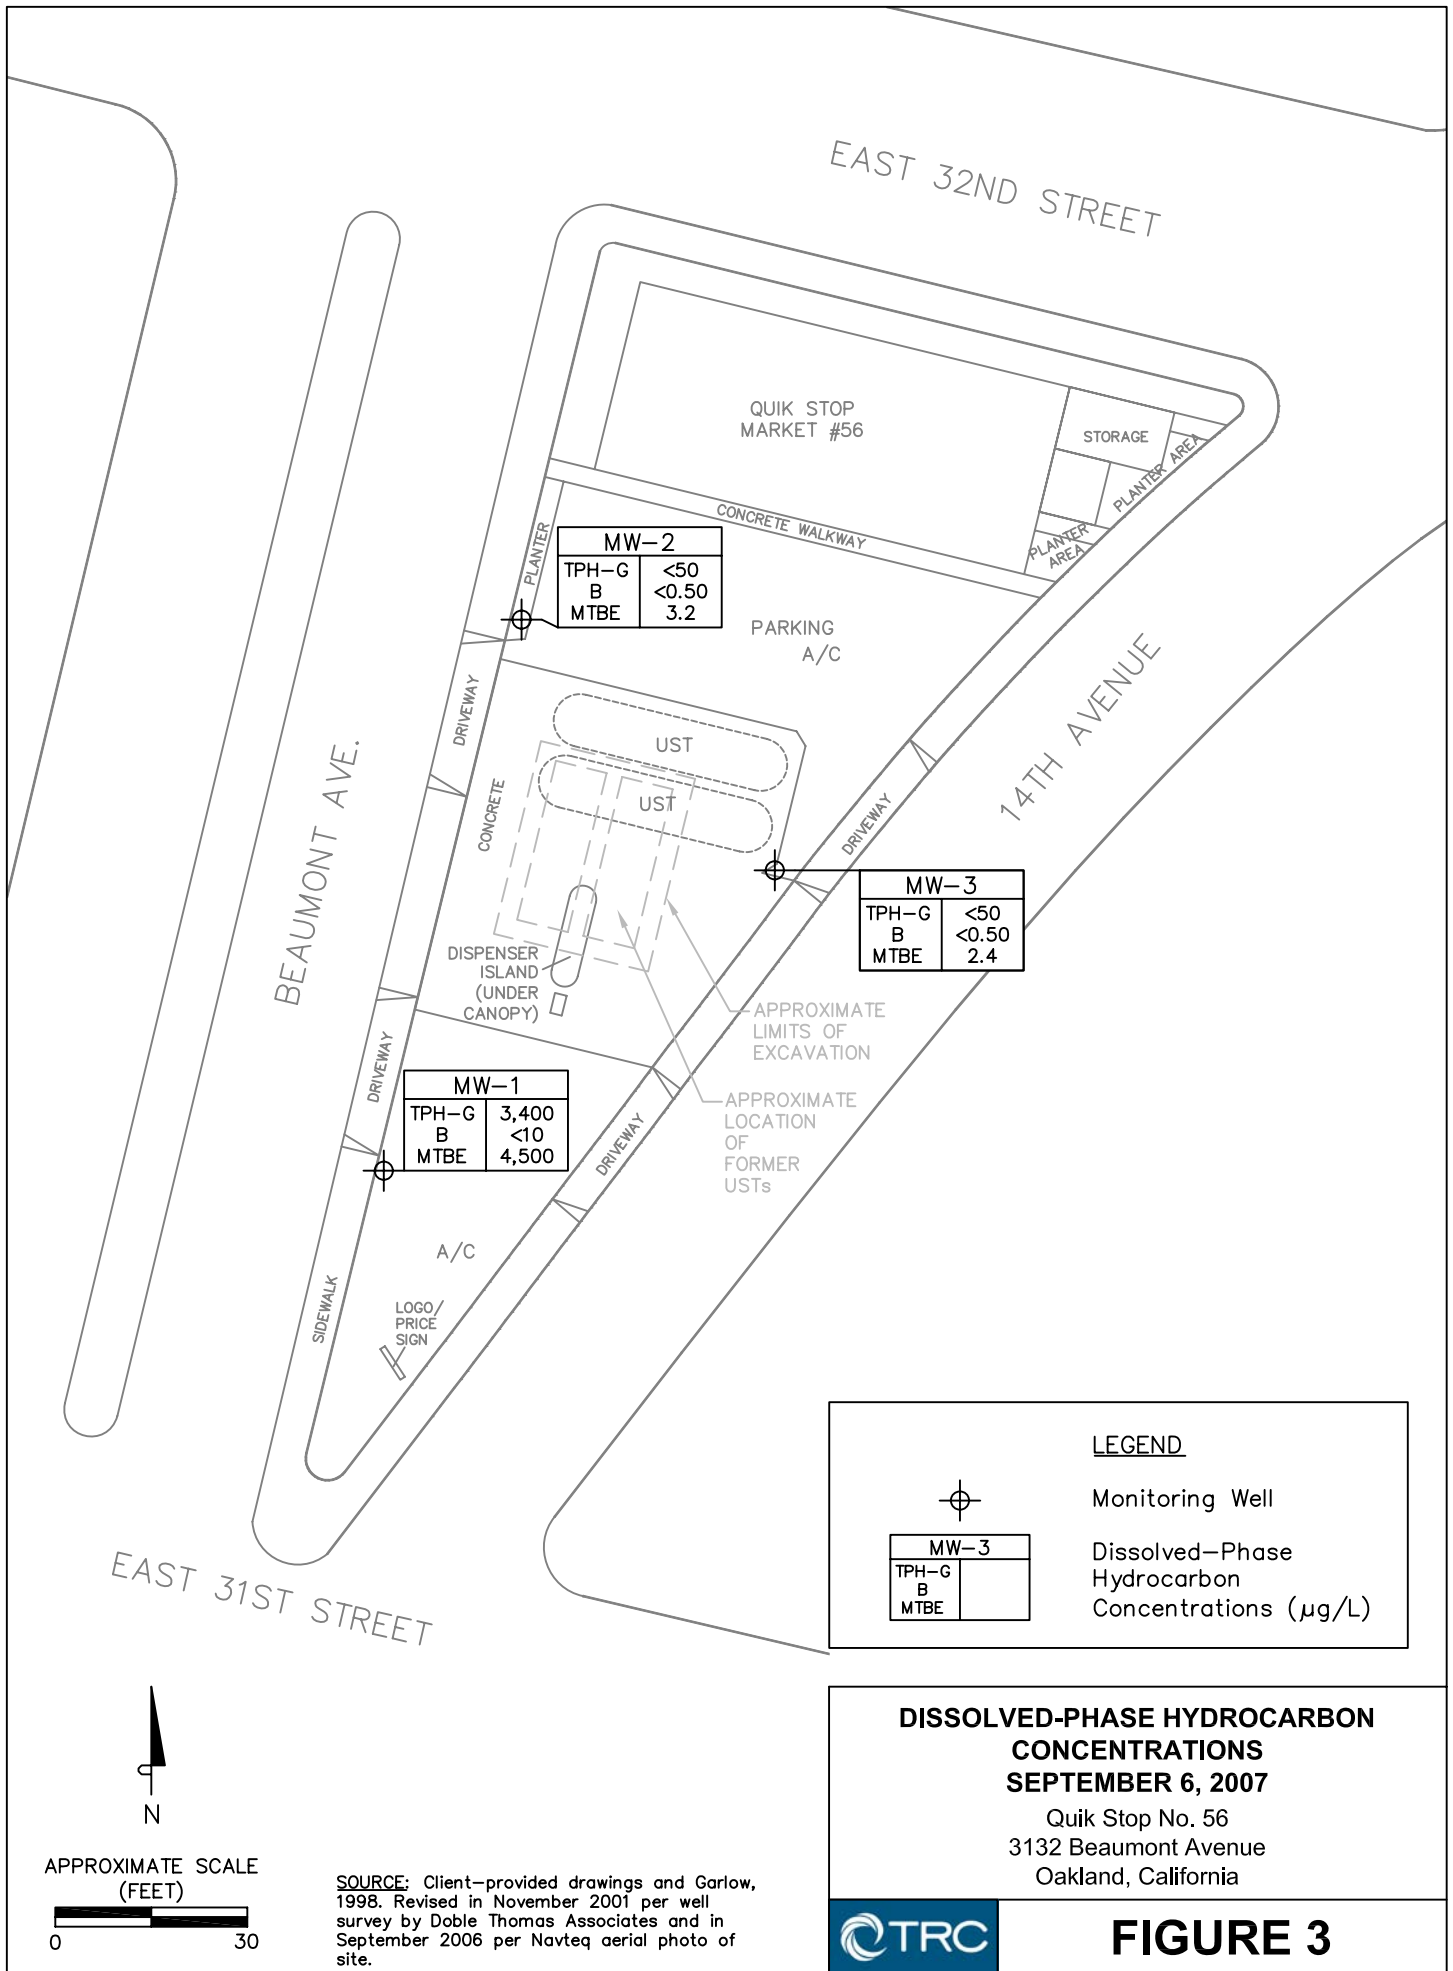 EAST 32ND STREET
QUIK STOP
MARKET #56
STORAGE
PLANTER AREA
PLANTER
AREA
CONCRETE WALKWAY
PLANTER
MW-2
TPH-G <50
B <0.50
MTBE 3.2
PARKING
A/C
14TH AVENUE
DRIVEWAY
UST
UST
CONCRETE
DRIVEWAY
BEAUMONT AVE.
MW-3
TPH-G <50
B <0.50
MTBE 2.4
DISPENSER
ISLAND
(UNDER
CANOPY)
APPROXIMATE
LIMITS OF
EXCAVATION
DRIVEWAY
MW-1
TPH-G 3,400
B <10
MTBE 4,500
APPROXIMATE
LOCATION
OF
FORMER
USTs
DRIVEWAY
A/C
SIDEWALK
LOGO/
PRICE
SIGN
EAST 31ST STREET
LEGEND
Monitoring Well
MW-3
TPH-G
B
MTBE
Dissolved-Phase
Hydrocarbon
Concentrations (µg/L)
N
APPROXIMATE SCALE
(FEET)
0 30
SOURCE: Client-provided drawings and Garlow,
1998. Revised in November 2001 per well
survey by Doble Thomas Associates and in
September 2006 per Navteq aerial photo of
site.
DISSOLVED-PHASE HYDROCARBON
CONCENTRATIONS
SEPTEMBER 6, 2007
Quik Stop No. 56
3132 Beaumont Avenue
Oakland, California
TRC
FIGURE 3